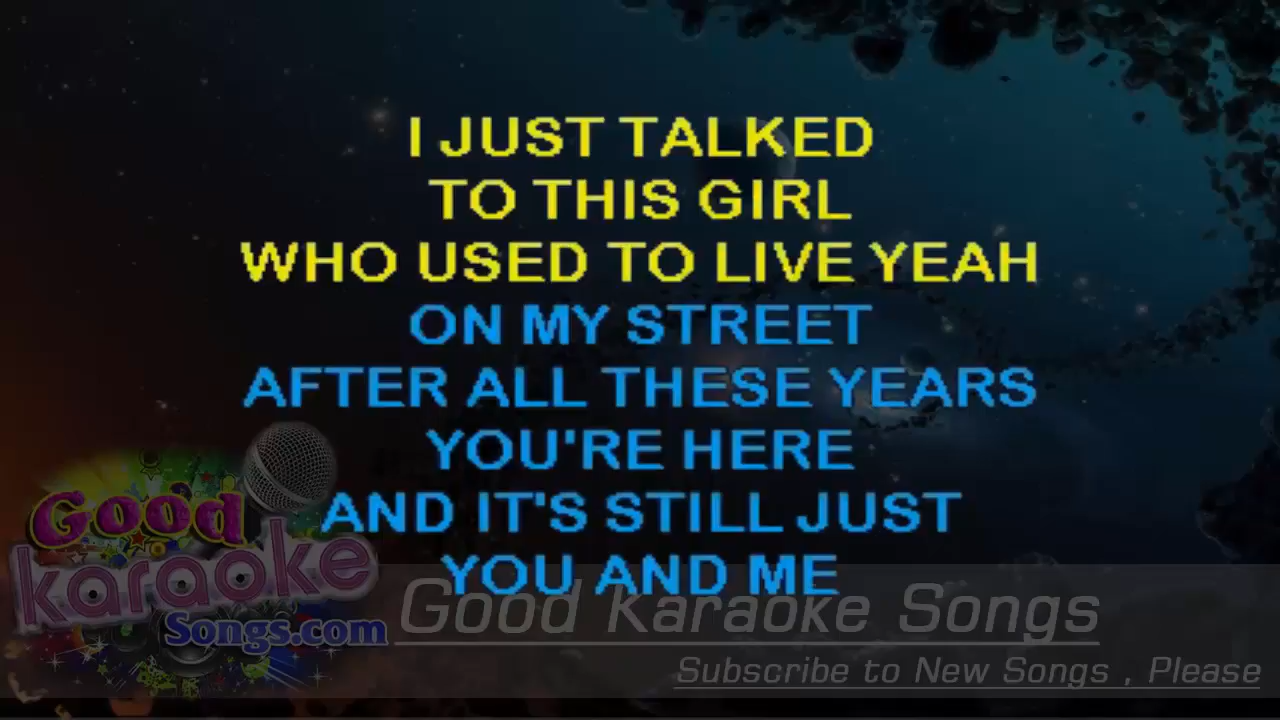 I JUST TALKED
TO THIS GIRL
WHO USED TO LIVE YEAH
ON MY STREET
AFTER ALL THESE YEARS
YOU'RE HERE
AND IT'S STILL JUST
YOU AND ME
Good karaoke Songs.com
Good Karaoke Songs
Subscribe to New Songs , Please